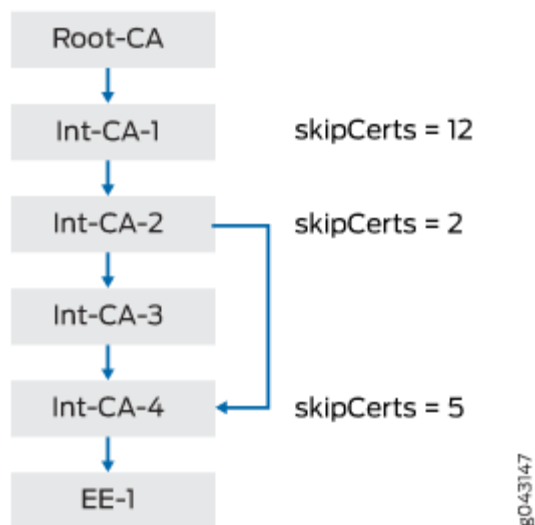 Root-CA
Int-CA-1 skipCerts = 12
Int-CA-2 skipCerts = 2
Int-CA-3
Int-CA-4 skipCerts = 5
EE-1
g043147